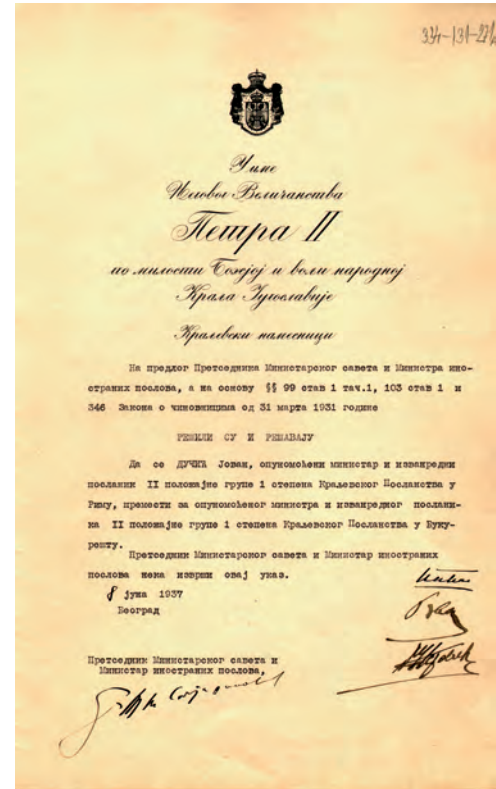 334-131-271
У име
Његовог Величанства
Петра II
по милости Божјој и вољи народној
Краља Југославије
Краљевски намесници
На предлог Претседника Министарског савета и Министра ино-
страних послова, а на основу §§ 99 став 1 тач.1, 103 став 1 и
346 Закона о чиновницима од 31 марта 1931 године
РЕШИЛИ СУ И РЕШАВАЈУ
Да се ДУЧИЋ Јован, опуномоћени министар и изванредни
посланик II положајне групе 1 степена Краљевског Посланства у
Риму, премести за опуномоћеног министра и изванредног послани-
ка II положајне групе 1 степена Краљевског Посланства у Буку-
решту.
Претседник Министарског савета и Министар иностраних
послова нека изврши овај указ.
8 јуна 1937
Београд
Претседник Министарског савета и
Министар иностраних послова,